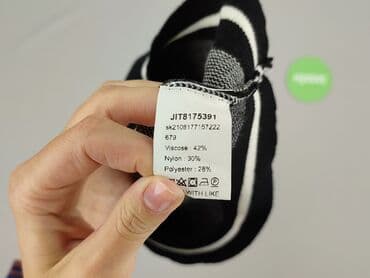 JIT8175391
sk2108177157222
679
Viscose : 42%
Nylon : 30%
Polyester : 28%
WITH LIKE